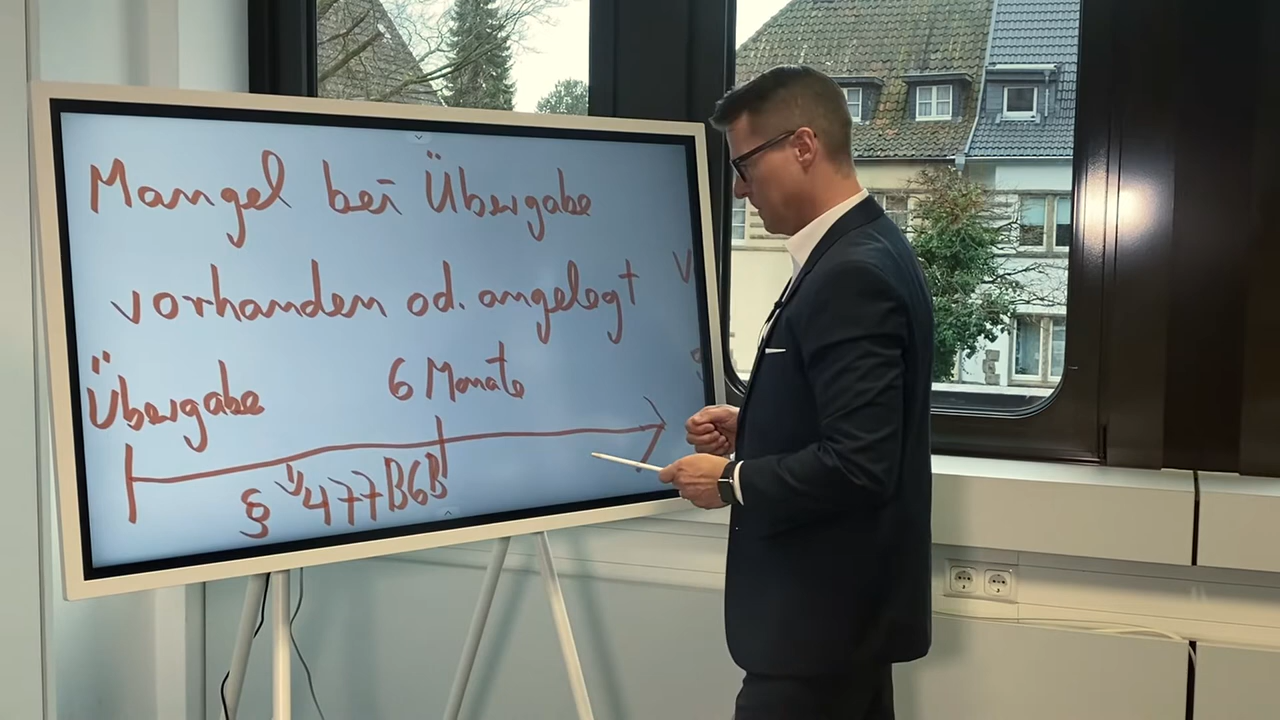 Mangel bei Übergabe
vorhanden od. angelegt
Übergabe 6 Monate
§ 477 BGB